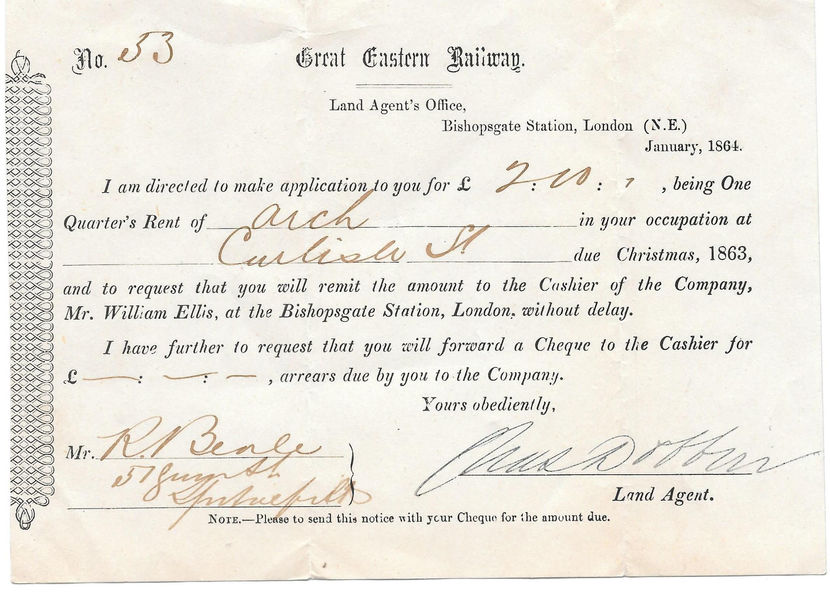 No. 53
Great Eastern Railway.
Land Agent's Office,
Bishopsgate Station, London (N.E.)
January, 1864.
I am directed to make application to you for £ 2 : 10 : , being One
Quarter's Rent of arch in your occupation at
Carlisle St. due Christmas, 1863,
and to request that you will remit the amount to the Cashier of the Company,
Mr. William Ellis, at the Bishopsgate Station, London, without delay.
I have further to request that you will forward a Cheque to the Cashier for
£ — : — : — , arrears due by you to the Company.
Yours obediently,
Mr. R. Beale
St
Land Agent.
NOTE.—Please to send this notice with your Cheque for the amount due.